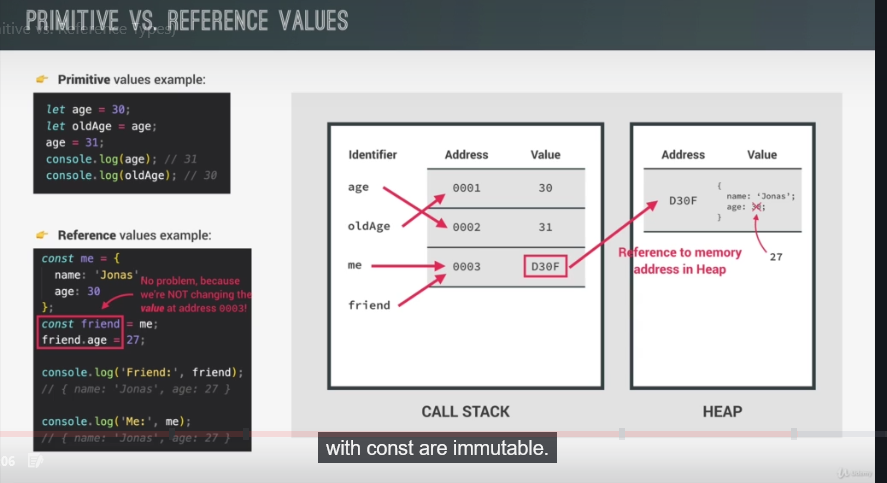 PRIMITIVE VS. REFERENCE VALUES
itive vs. Reference Types)
👉 Primitive values example:
let age = 30;
let oldAge = age;
age = 31;
console.log(age); // 31
console.log(oldAge); // 30
👉 Reference values example:
const me = {
name: 'Jonas'
age: 30
};
const friend = me;
friend.age = 27;
console.log('Friend:', friend);
// { name: 'Jonas', age: 27 }
console.log('Me:', me);
// { name: 'Jonas', age: 27 }
No problem, because
we're NOT changing the
value at address 0003!
Identifier Address Value
age 0001 30
oldAge 0002 31
me 0003 D30F
friend
CALL STACK
Address Value
D30F
{
name: 'Jonas';
age: 30;
}
27
Reference to memory
address in Heap
HEAP
with const are immutable.
06